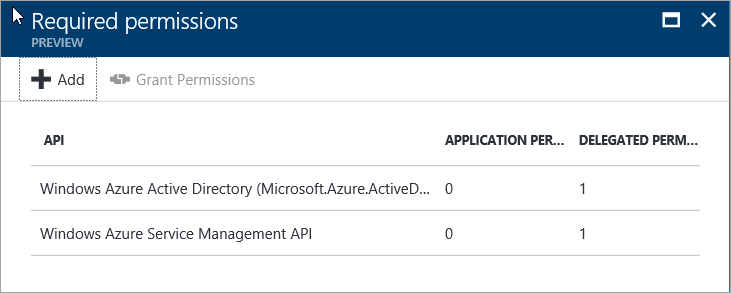 Required permissions
PREVIEW
Add Grant Permissions
API APPLICATION PER... DELEGATED PERM...
Windows Azure Active Directory (Microsoft.Azure.ActiveD... 0 1
Windows Azure Service Management API 0 1